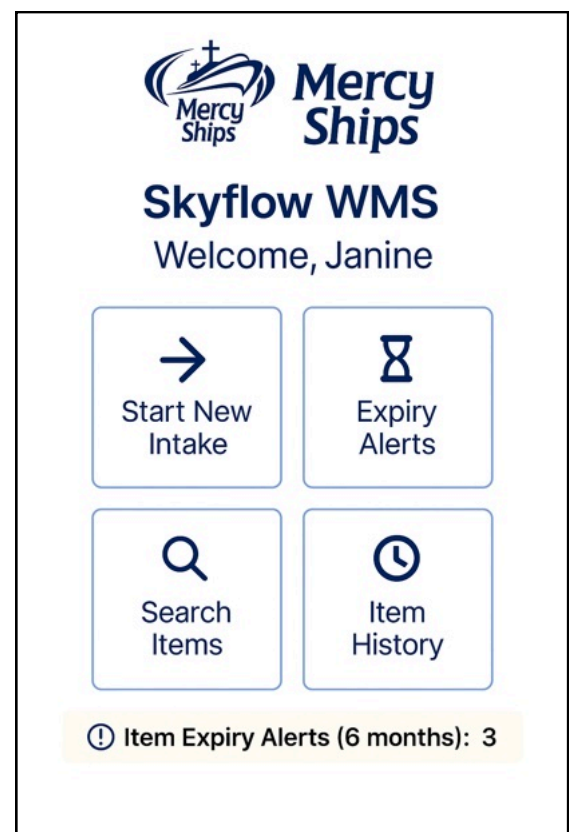 Mercy
Ships
Mercy
Ships
Skyflow WMS
Welcome, Janine
Start New
Intake
Expiry
Alerts
Search
Items
Item
History
Item Expiry Alerts (6 months): 3